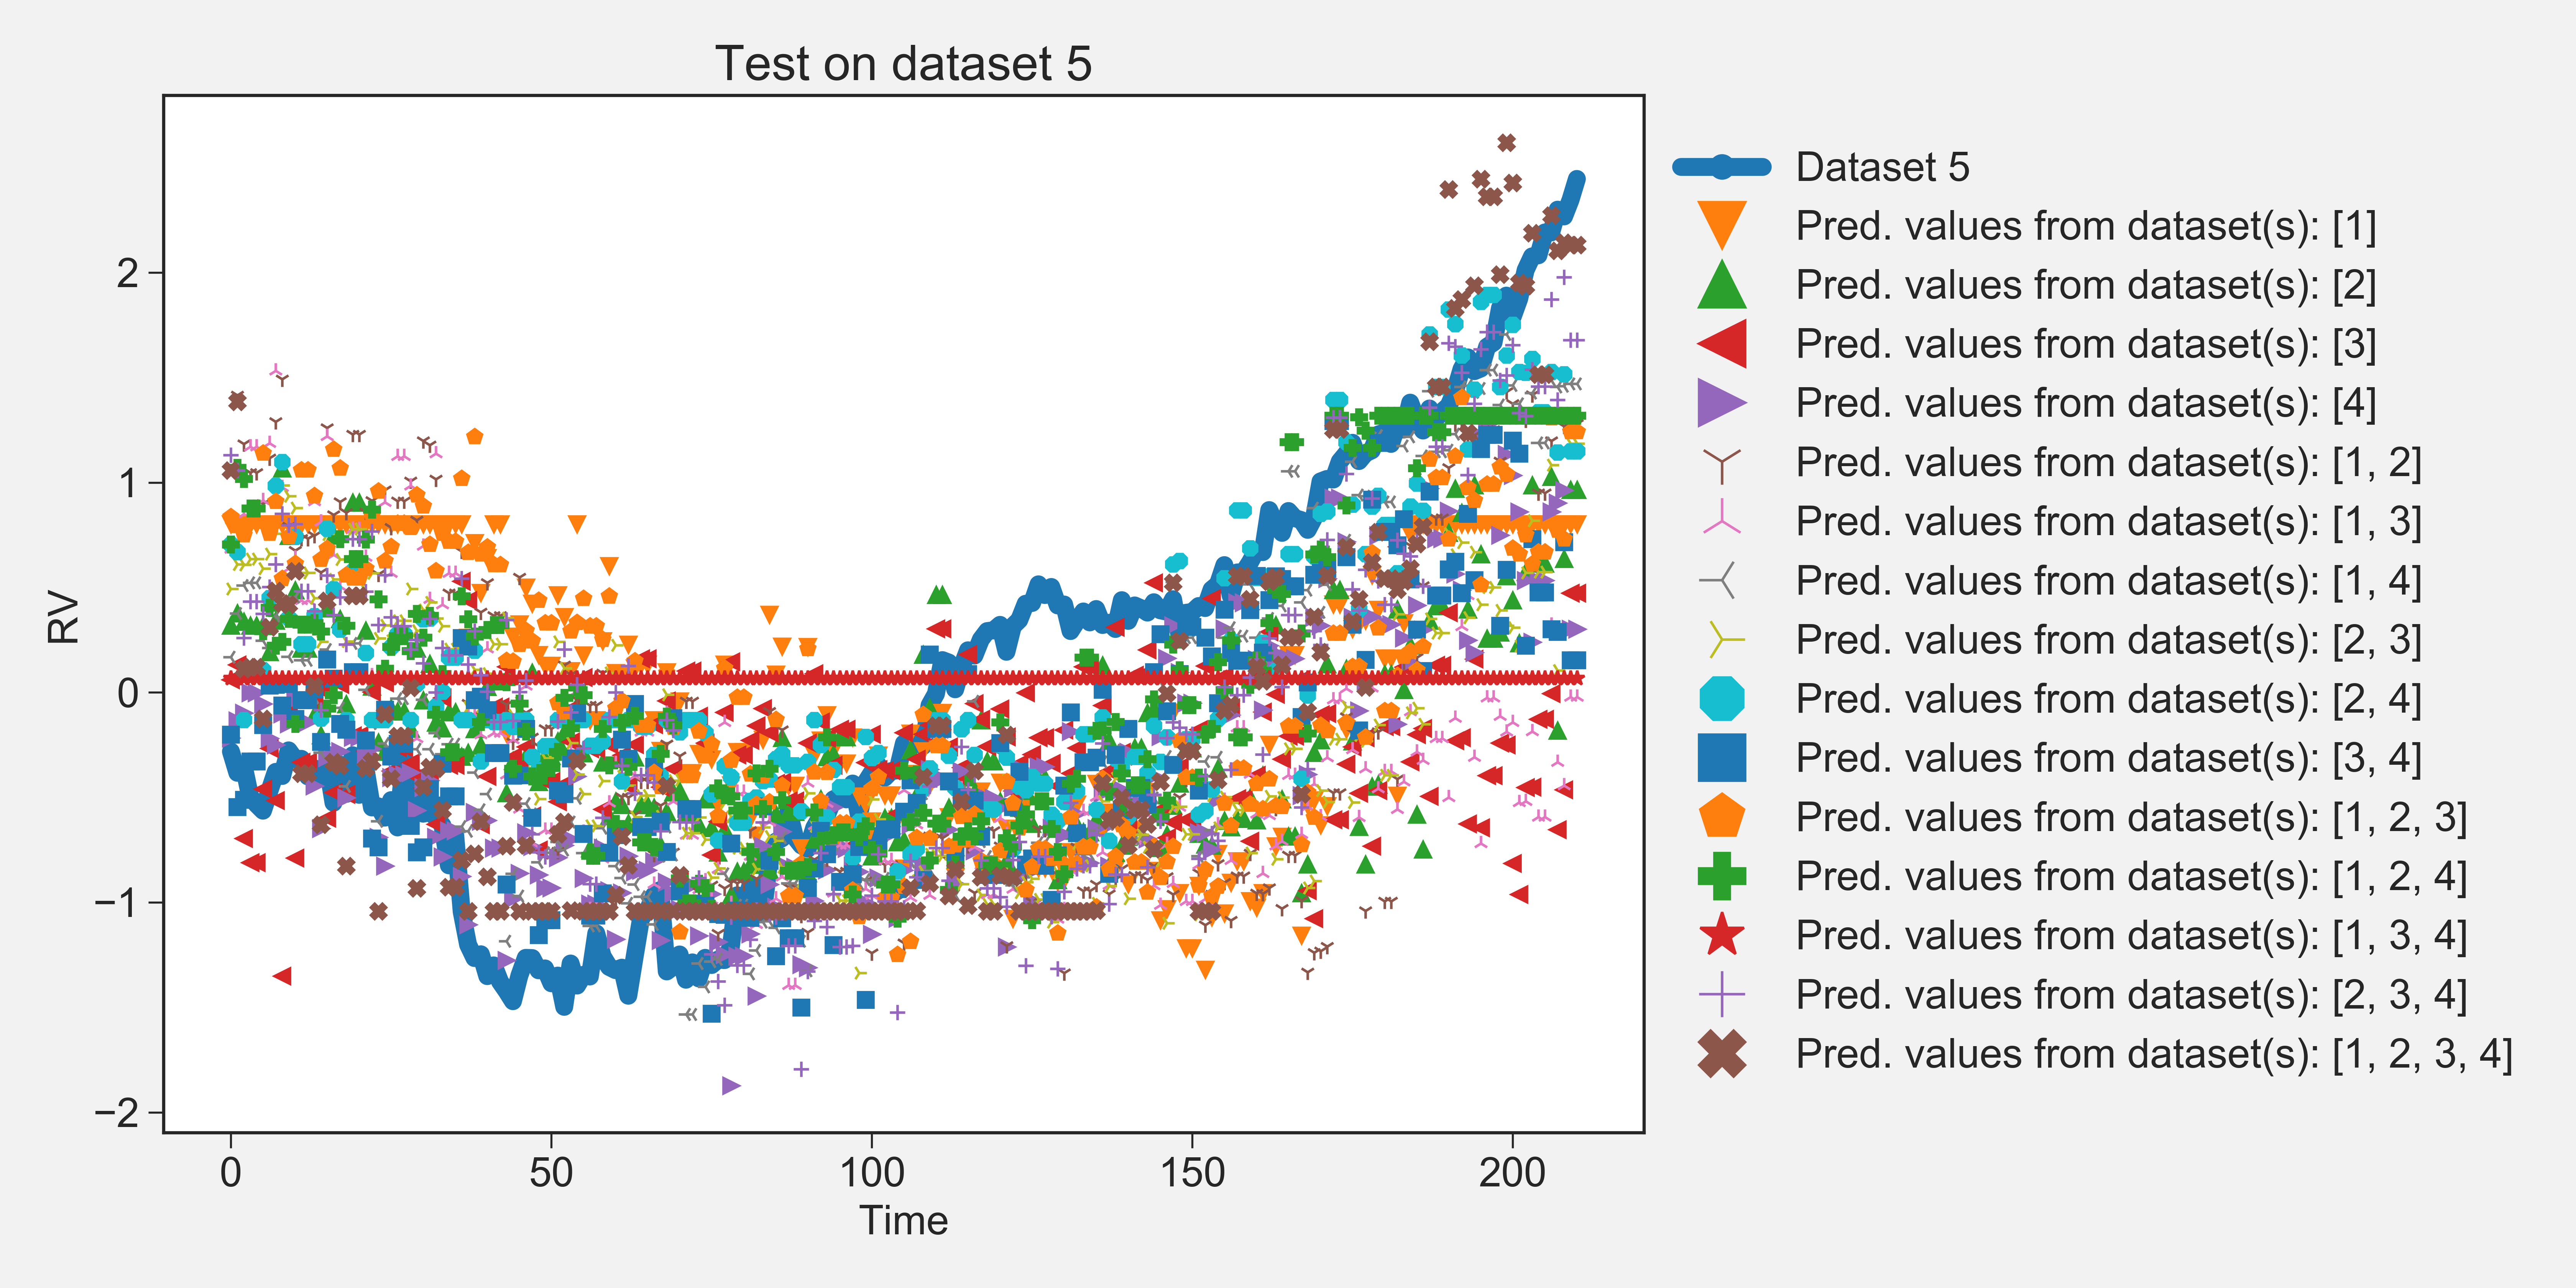 Test on dataset 5
RV
2
1
0
−1
−2
0 50 100 150 200
Time
Dataset 5
Pred. values from dataset(s): [1]
Pred. values from dataset(s): [2]
Pred. values from dataset(s): [3]
Pred. values from dataset(s): [4]
Pred. values from dataset(s): [1, 2]
Pred. values from dataset(s): [1, 3]
Pred. values from dataset(s): [1, 4]
Pred. values from dataset(s): [2, 3]
Pred. values from dataset(s): [2, 4]
Pred. values from dataset(s): [3, 4]
Pred. values from dataset(s): [1, 2, 3]
Pred. values from dataset(s): [1, 2, 4]
Pred. values from dataset(s): [1, 3, 4]
Pred. values from dataset(s): [2, 3, 4]
Pred. values from dataset(s): [1, 2, 3, 4]